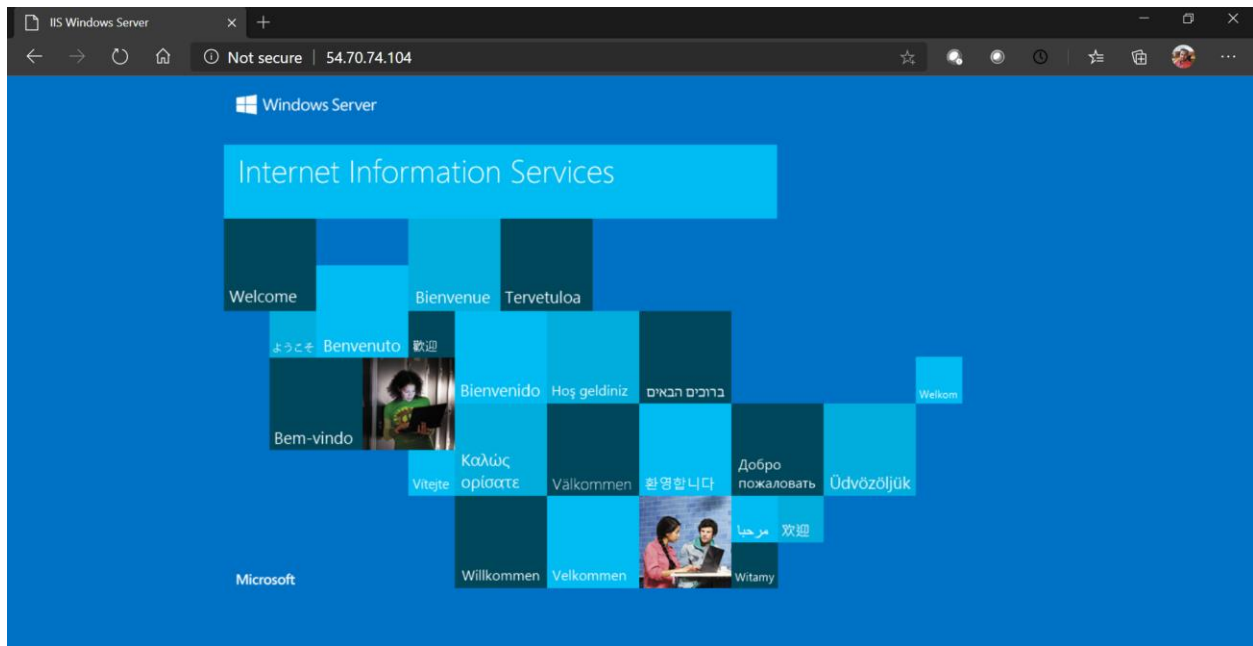 IIS Windows Server
Not secure | 54.70.74.104
Windows Server
Internet Information Services
Welcome
Bienvenue
Tervetuloa
ようこそ
Benvenuto
歡迎
Bienvenido
Hoş geldiniz
ברוכים הבאים
Welkom
Bem-vindo
Vítejte
Καλώς
ορίσατε
Välkommen
환영합니다
Добро
пожаловать
Üdvözöljük
مرحبا
欢迎
Willkommen
Velkommen
Witamy
Microsoft